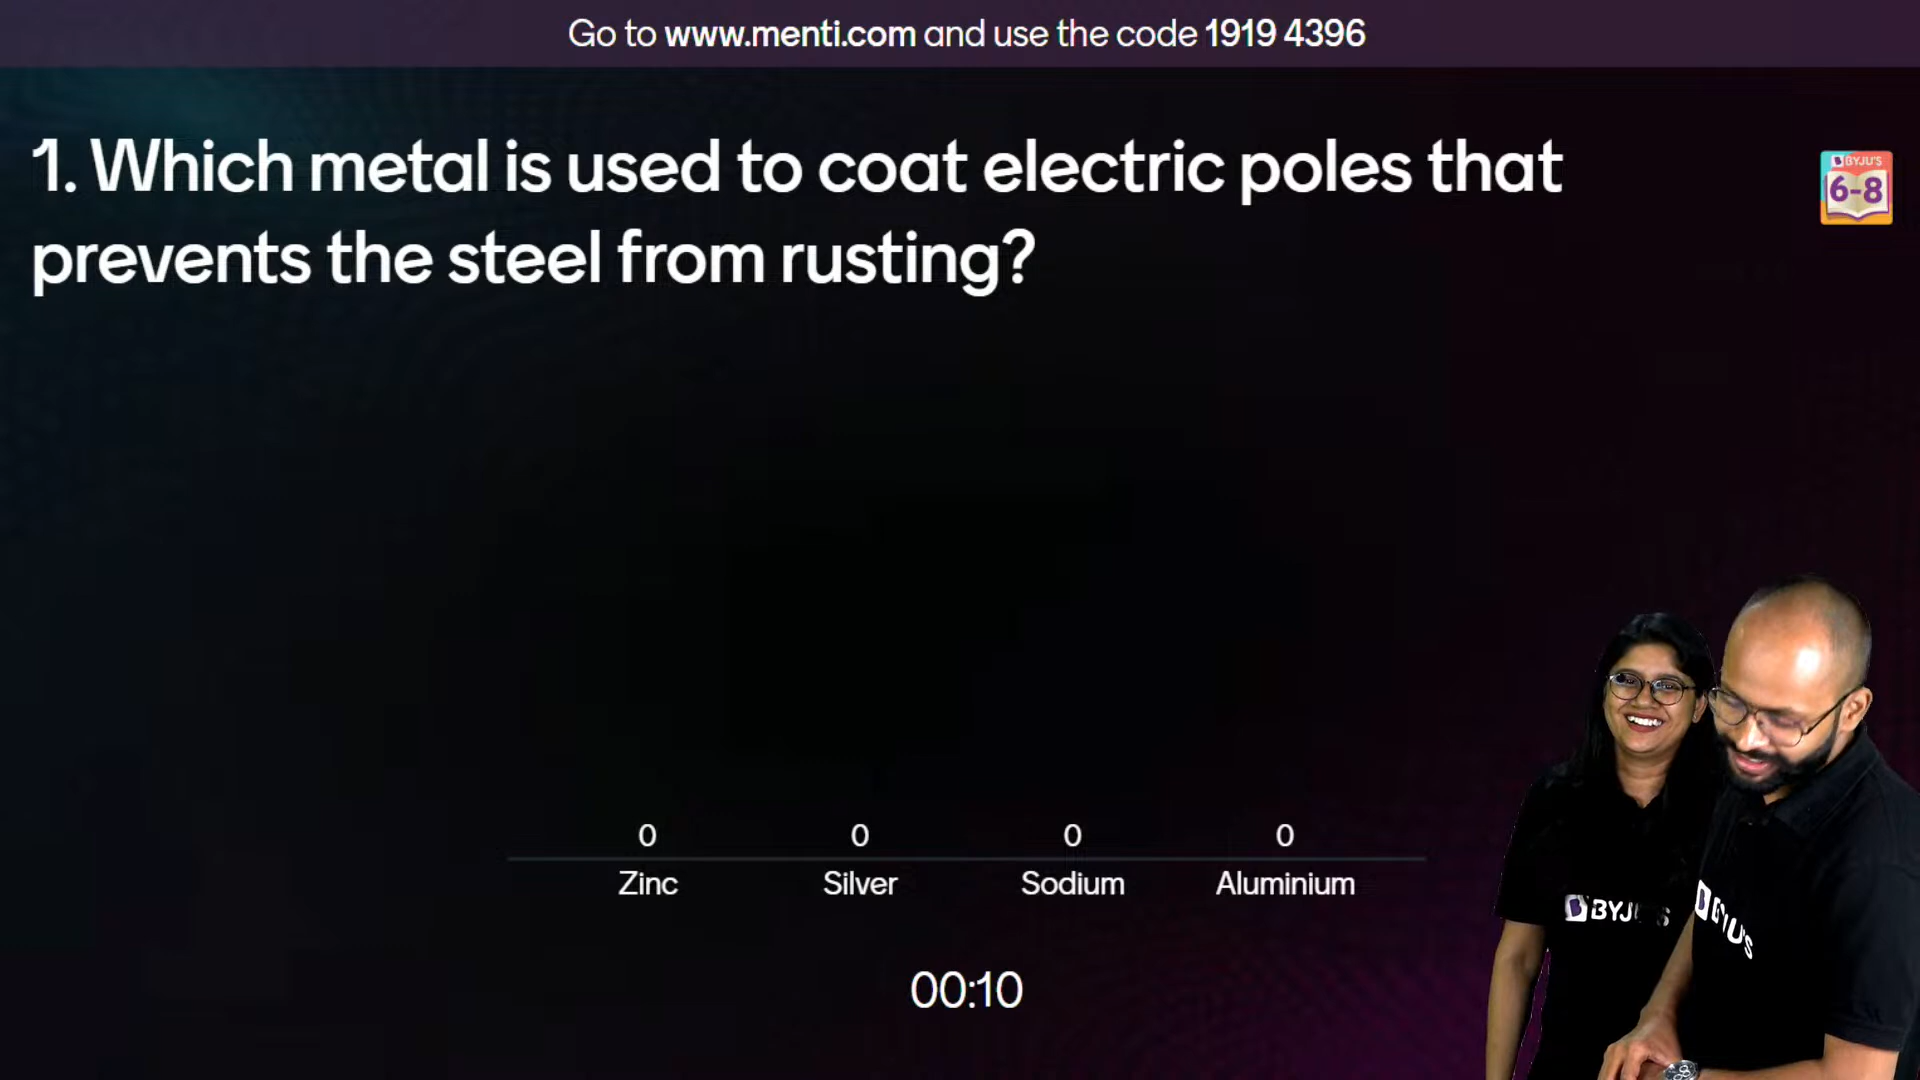 Go to www.menti.com and use the code 1919 4396
1. Which metal is used to coat electric poles that
prevents the steel from rusting?
BYJU'S
6-8
0 0 0 0
Zinc Silver Sodium Aluminium
00:10
BYJU'S
BYJU'S